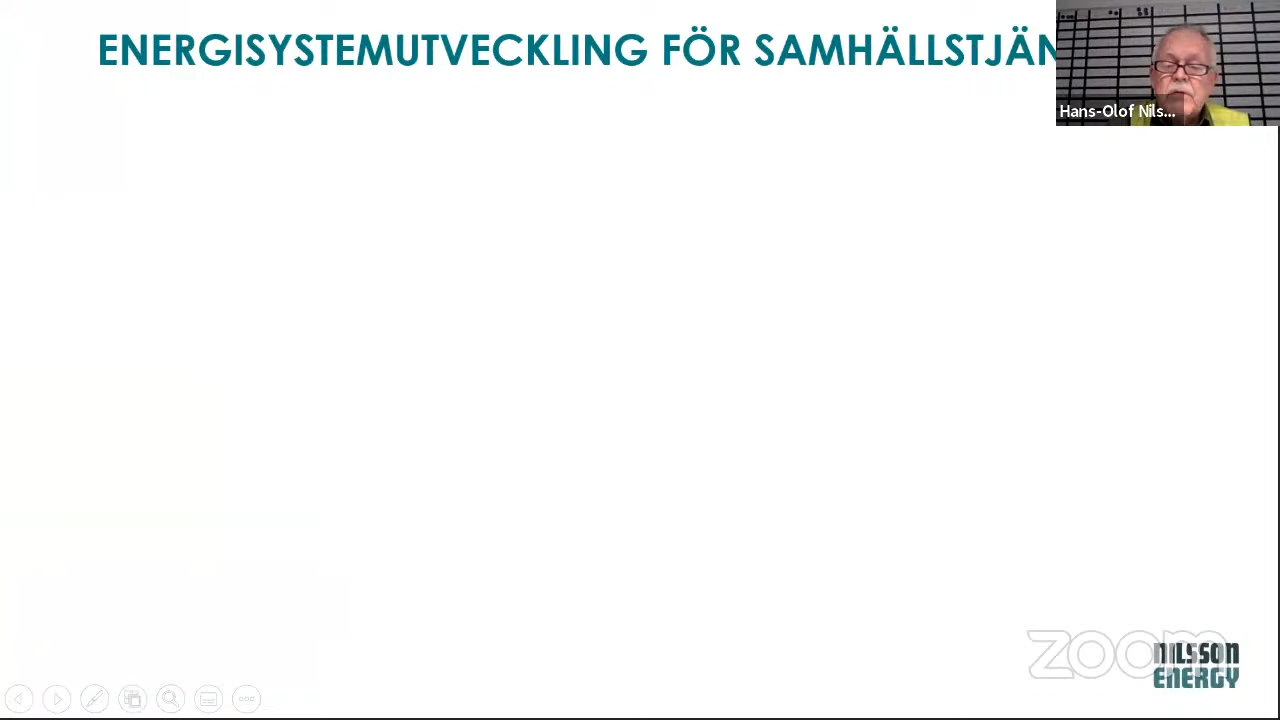 ENERGISYSTEMUTVECKLING FÖR SAMHÄLLSTJÄN
Hans-Olof Nils...
zoom
NILSSON
ENERGY